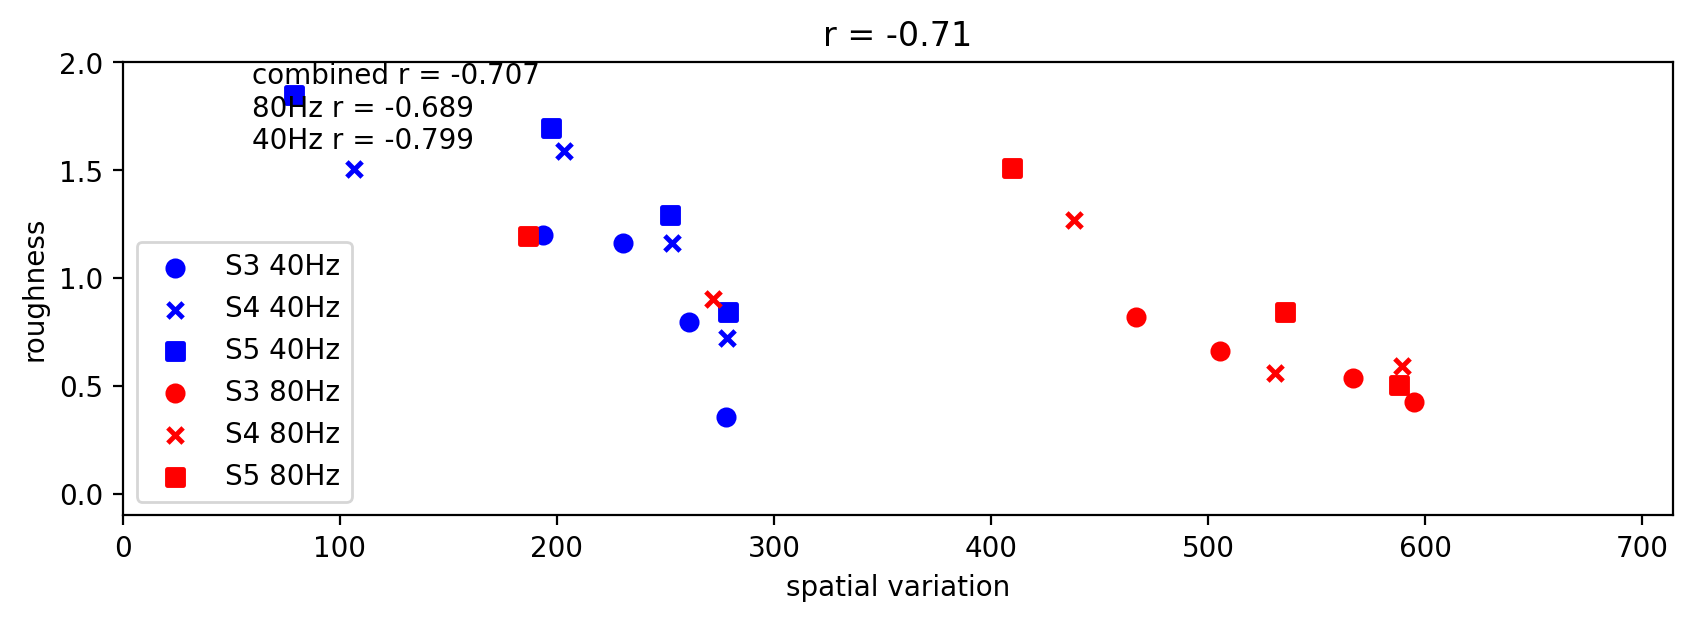 r = -0.71
combined r = -0.707
80Hz r = -0.689
40Hz r = -0.799
2.0
1.5
1.0
0.5
0.0
roughness
S3 40Hz
S4 40Hz
S5 40Hz
S3 80Hz
S4 80Hz
S5 80Hz
0 100 200 300 400 500 600 700
spatial variation